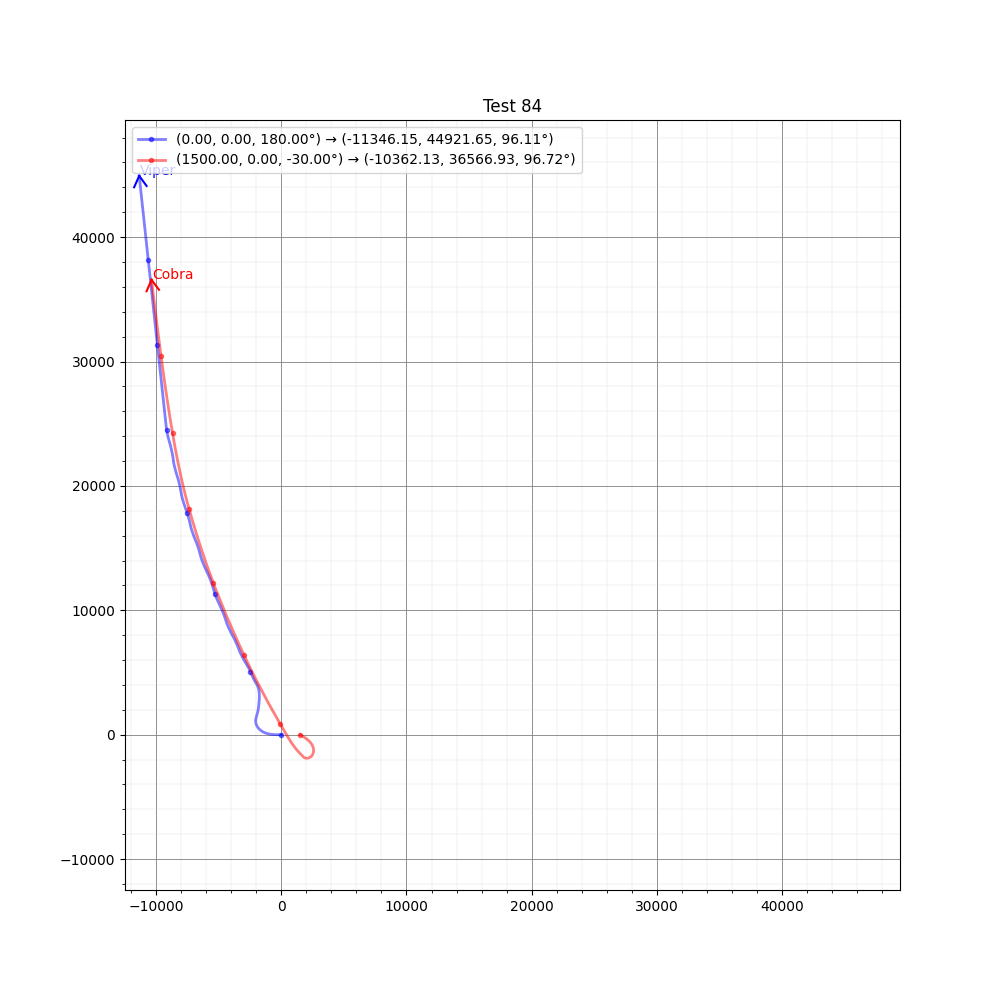 Test 84
(0.00, 0.00, 180.00°) → (-11346.15, 44921.65, 96.11°)
(1500.00, 0.00, -30.00°) → (-10362.13, 36566.93, 96.72°)
Viper
Cobra
40000
30000
20000
10000
0
−10000
−10000 0 10000 20000 30000 40000